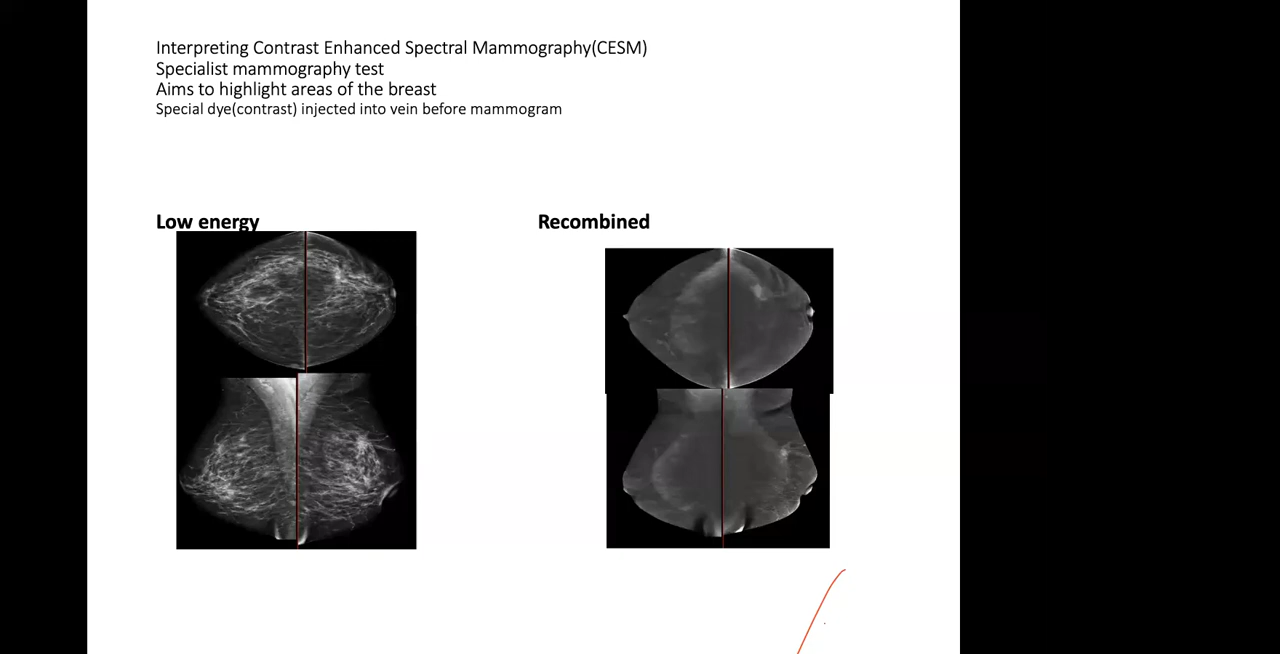 Interpreting Contrast Enhanced Spectral Mammography(CESM)
Specialist mammography test
Aims to highlight areas of the breast
Special dye(contrast) injected into vein before mammogram
Low energy
Recombined